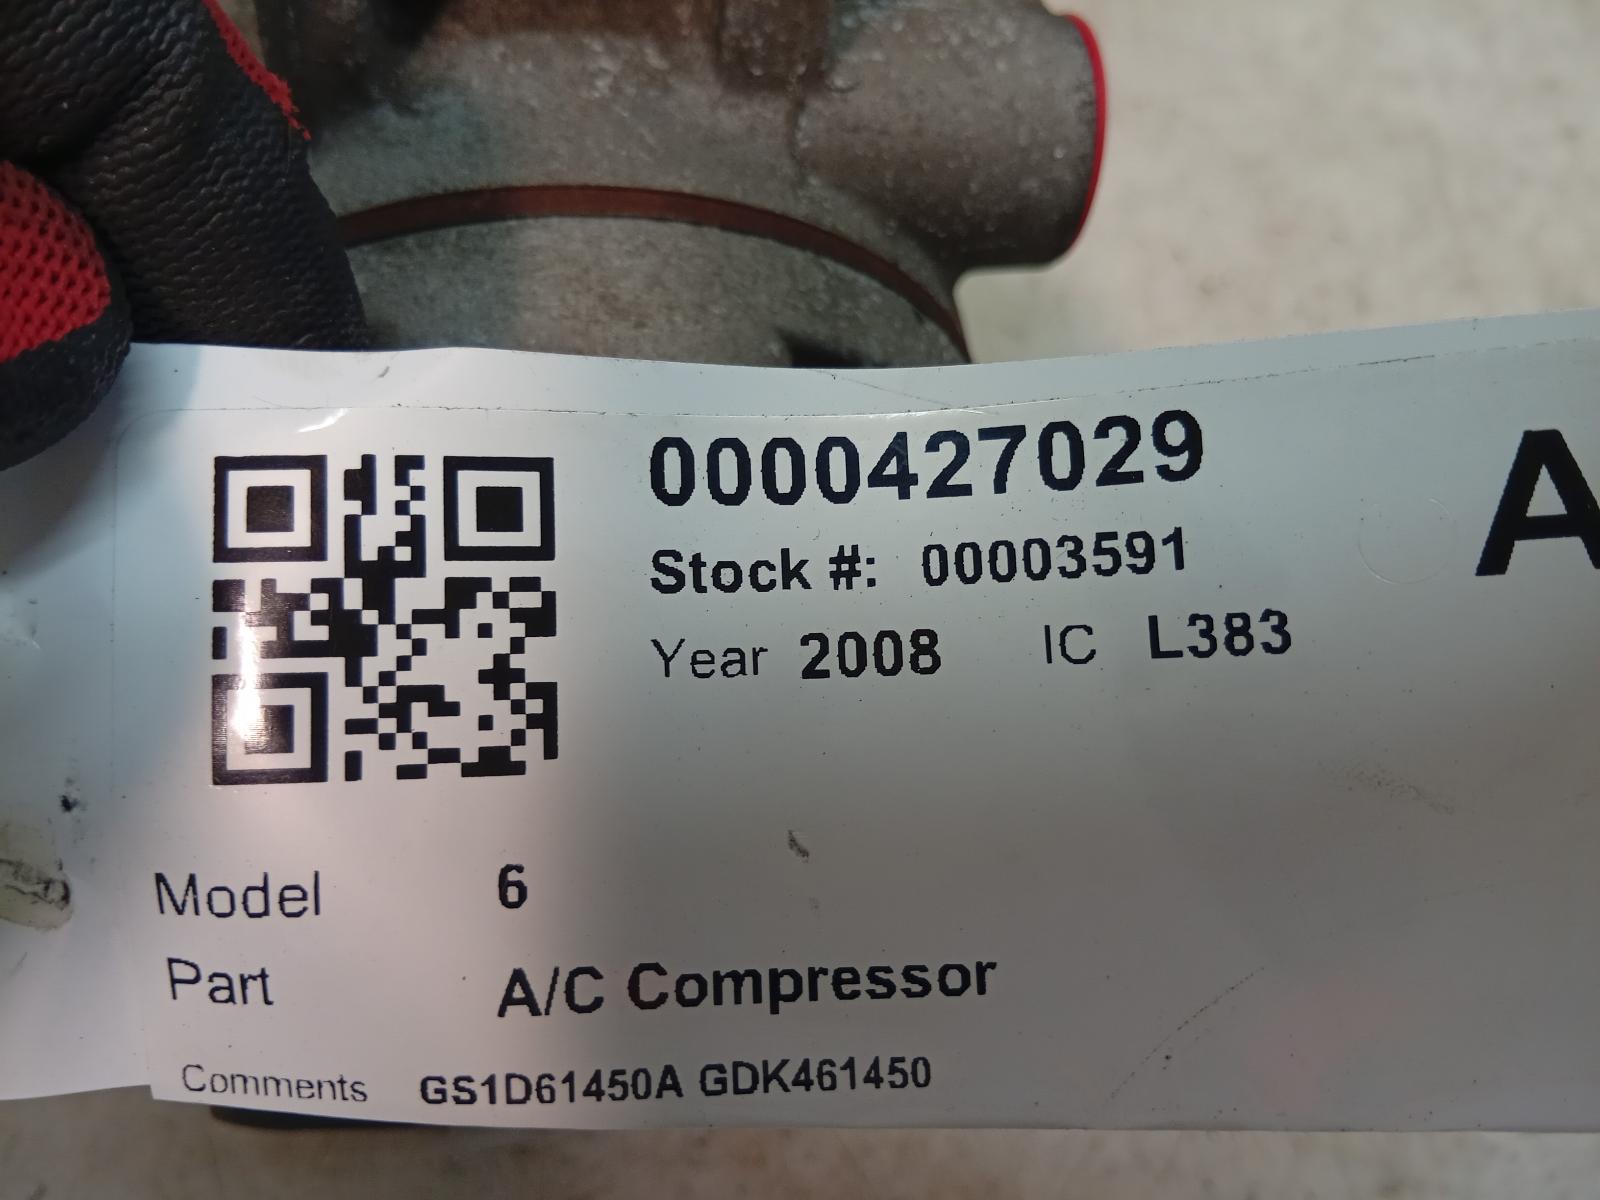 0000427029
A
Stock #: 00003591
Year 2008 IC L383
Model 6
Part A/C Compressor
Comments GS1D61450A GDK461450